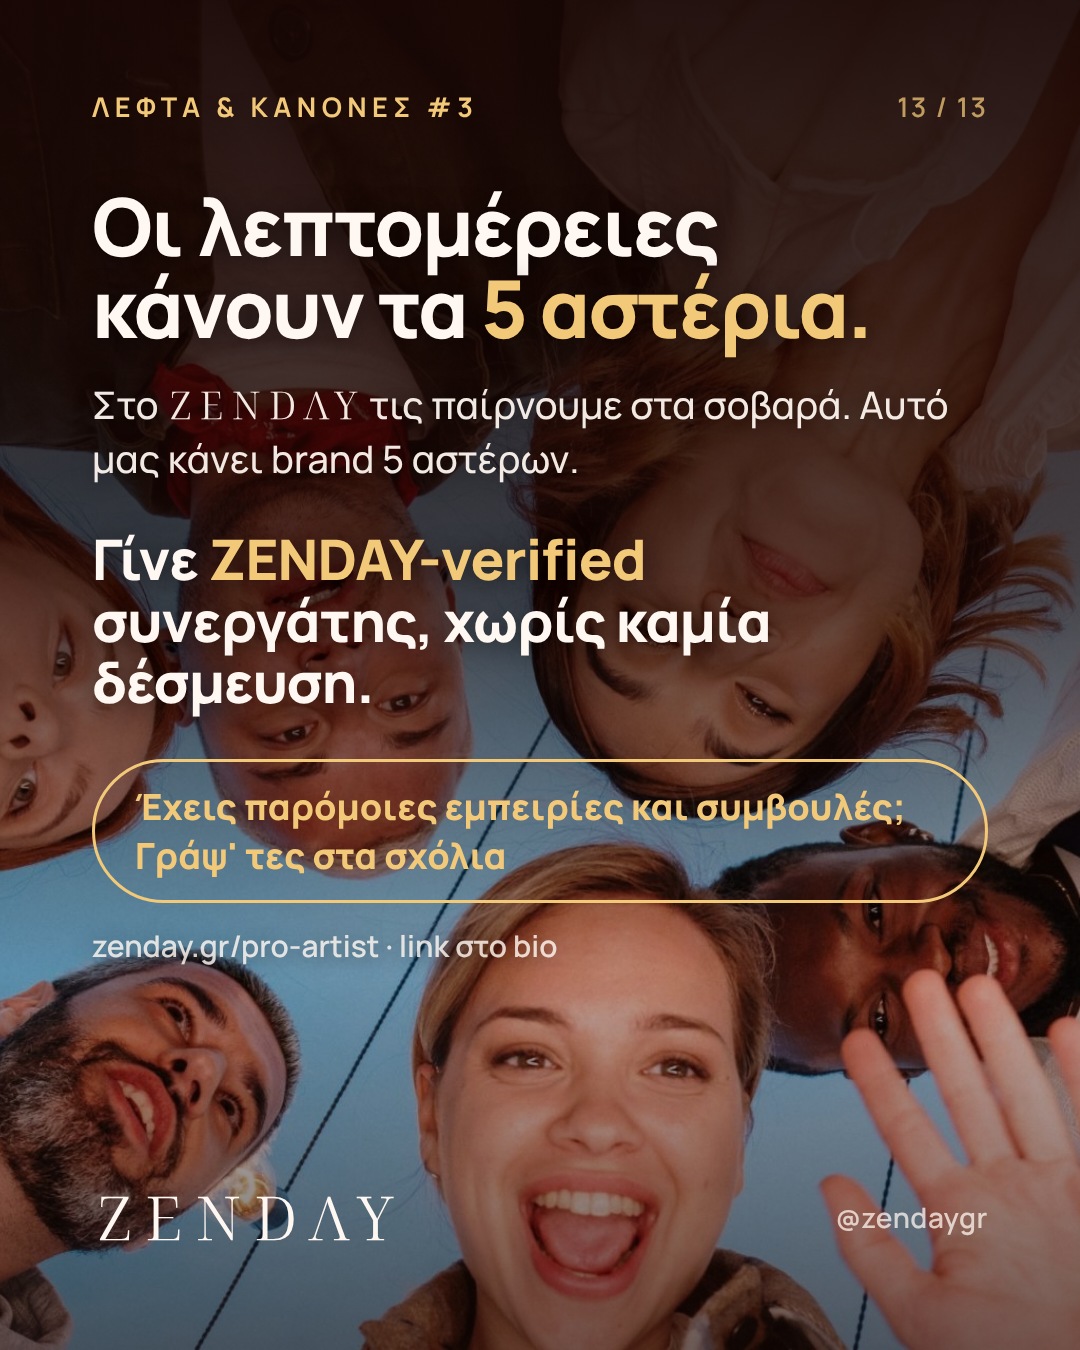 ΛΕΦΤΑ & ΚΑΝΟΝΕΣ #3
13 / 13
Οι λεπτομέρειες
κάνουν τα 5 αστέρια.
Στο ZENDAY τις παίρνουμε στα σοβαρά. Αυτό
μας κάνει brand 5 αστέρων.
Γίνε ZENDAY-verified
συνεργάτης, χωρίς καμία
δέσμευση.
Έχεις παρόμοιες εμπειρίες και συμβουλές;
Γράψ' τες στα σχόλια
zenday.gr/pro-artist · link στο bio
ZENDAY
@zendaygr